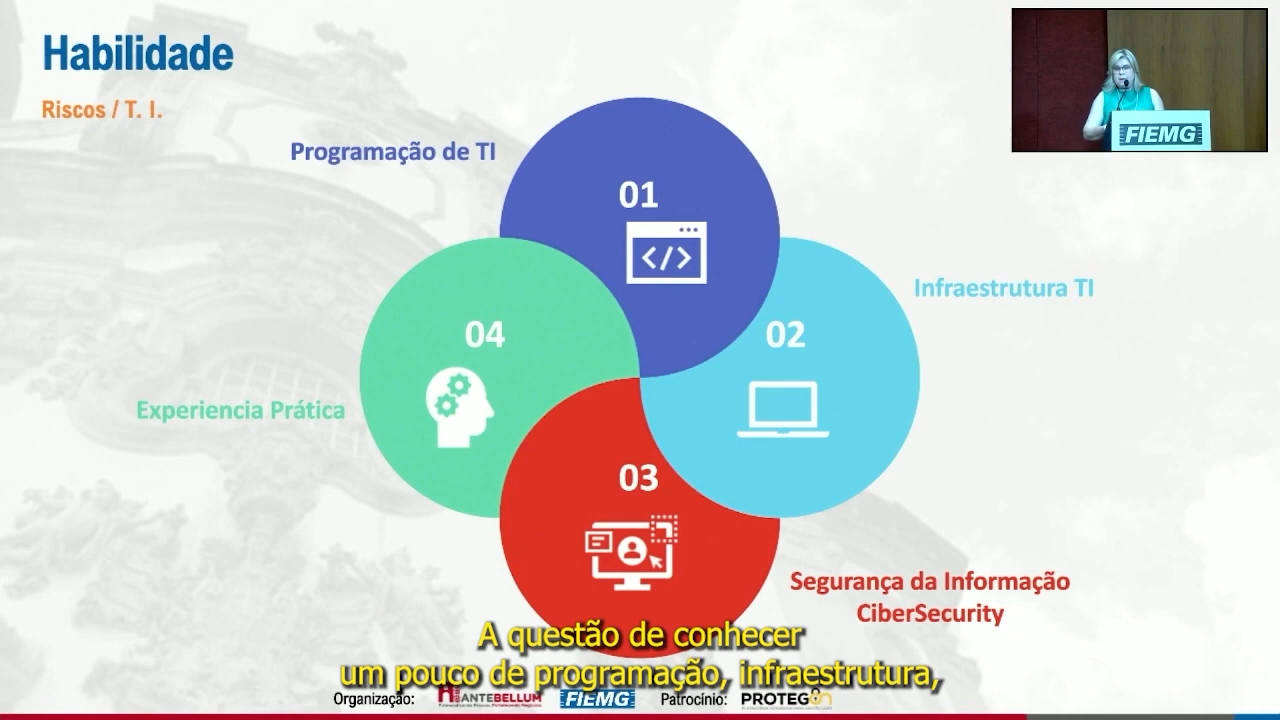 Habilidade
Riscos / T. I.
Programação de TI
01
Infraestrutura TI
02
04
Experiencia Prática
03
Segurança da Informação
CiberSecurity
FIEMG
A questão de conhecer
um pouco de programação, infraestrutura,
Organização: ANTEBELLUM FIEMG Patrocínio: PROTEGON